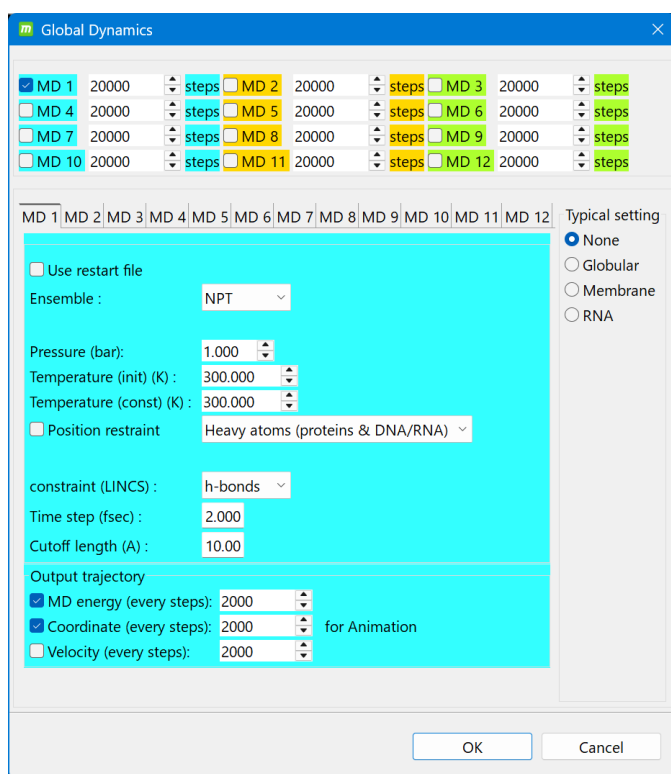 m Global Dynamics
MD 1 20000 steps MD 2 20000 steps MD 3 20000 steps
MD 4 20000 steps MD 5 20000 steps MD 6 20000 steps
MD 7 20000 steps MD 8 20000 steps MD 9 20000 steps
MD 10 20000 steps MD 11 20000 steps MD 12 20000 steps
MD 1 MD 2 MD 3 MD 4 MD 5 MD 6 MD 7 MD 8 MD 9 MD 10 MD 11 MD 12
Typical setting
None
Globular
Membrane
RNA
Use restart file
Ensemble : NPT
Pressure (bar): 1.000
Temperature (init) (K) : 300.000
Temperature (const) (K) : 300.000
Position restraint Heavy atoms (proteins & DNA/RNA)
constraint (LINCS) : h-bonds
Time step (fsec) : 2.000
Cutoff length (A) : 10.00
Output trajectory
MD energy (every steps): 2000
Coordinate (every steps): 2000 for Animation
Velocity (every steps): 2000
OK Cancel